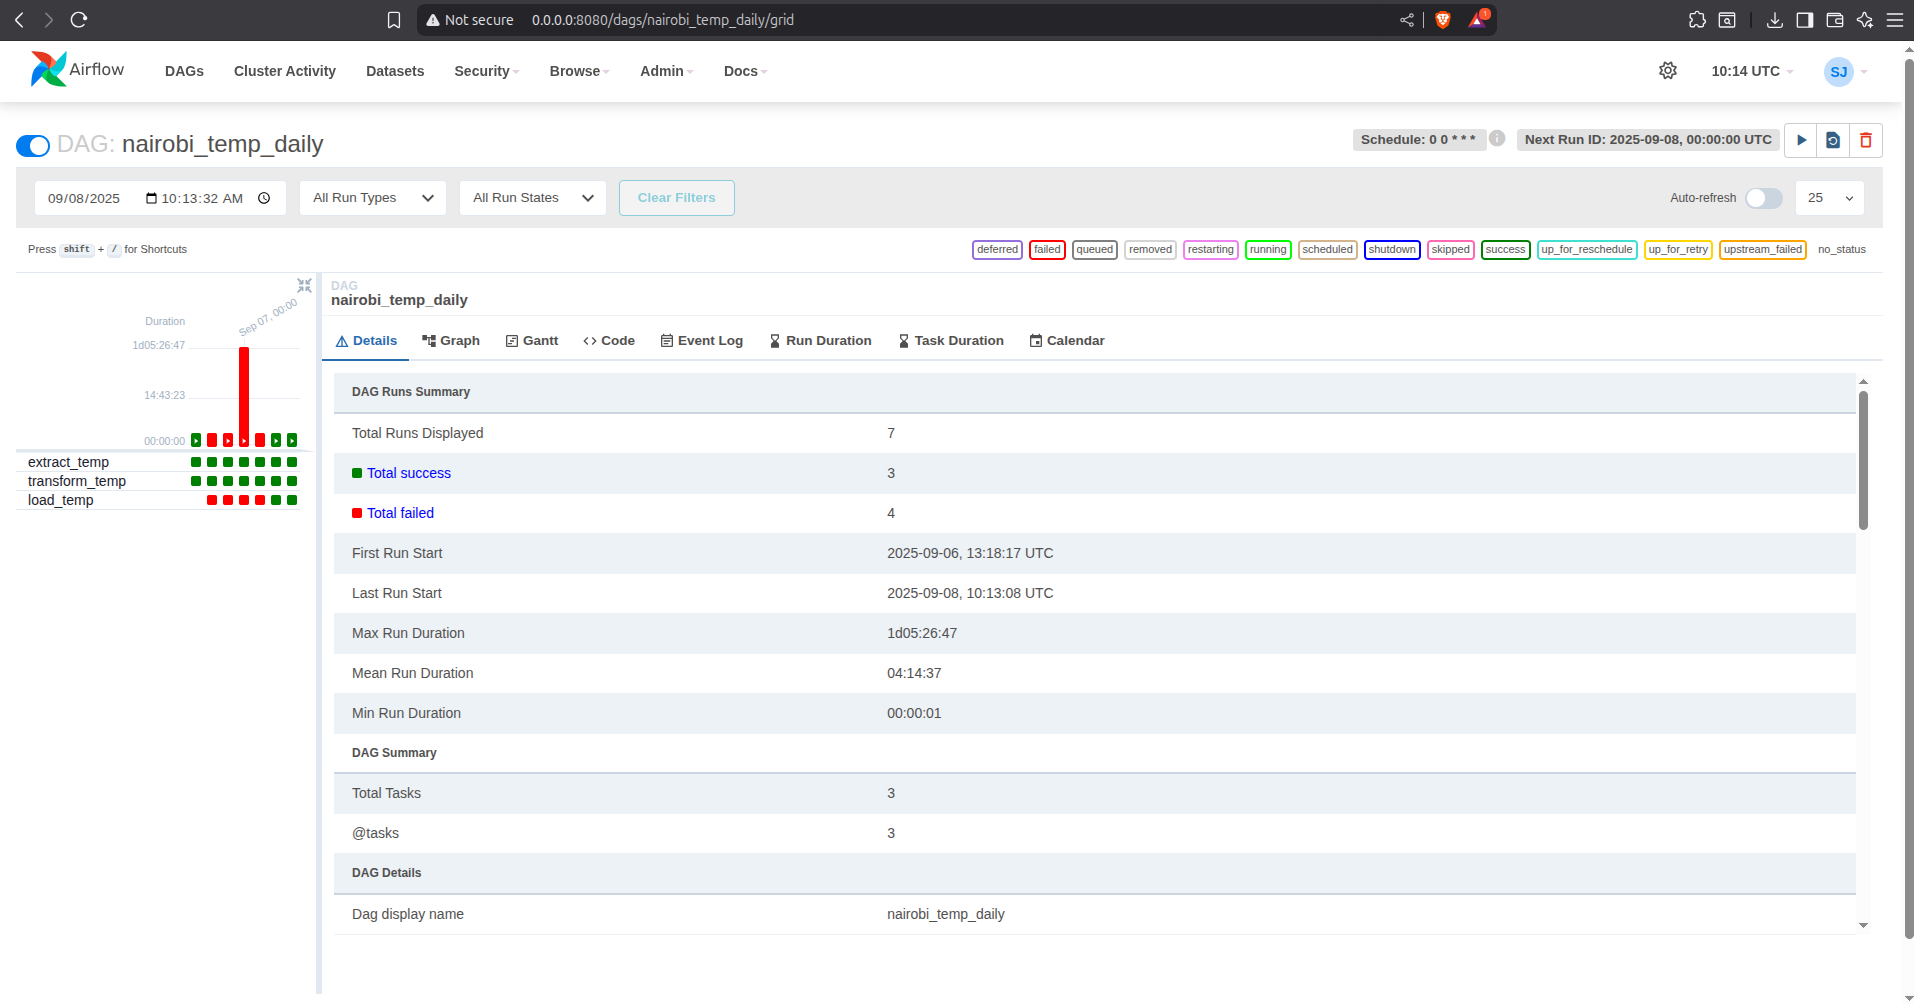 Not secure 0.0.0.0:8080/dags/nairobi_temp_daily/grid
1
Airflow DAGs Cluster Activity Datasets Security Browse Admin Docs 10:14 UTC SJ
DAG: nairobi_temp_daily Schedule: 0 0 * * * i Next Run ID: 2025-09-08, 00:00:00 UTC
09/08/2025 10:13:32 AM All Run Types All Run States Clear Filters Auto-refresh 25
Press shift + / for Shortcuts deferred failed queued removed restarting running scheduled shutdown skipped success up_for_reschedule up_for_retry upstream_failed no_status
Sep 07, 00:00
Duration
1d05:26:47
14:43:23
00:00:00
extract_temp
transform_temp
load_temp
DAG
nairobi_temp_daily
Details Graph Gantt Code Event Log Run Duration Task Duration Calendar
DAG Runs Summary
Total Runs Displayed 7
Total success 3
Total failed 4
First Run Start 2025-09-06, 13:18:17 UTC
Last Run Start 2025-09-08, 10:13:08 UTC
Max Run Duration 1d05:26:47
Mean Run Duration 04:14:37
Min Run Duration 00:00:01
DAG Summary
Total Tasks 3
@tasks 3
DAG Details
Dag display name nairobi_temp_daily